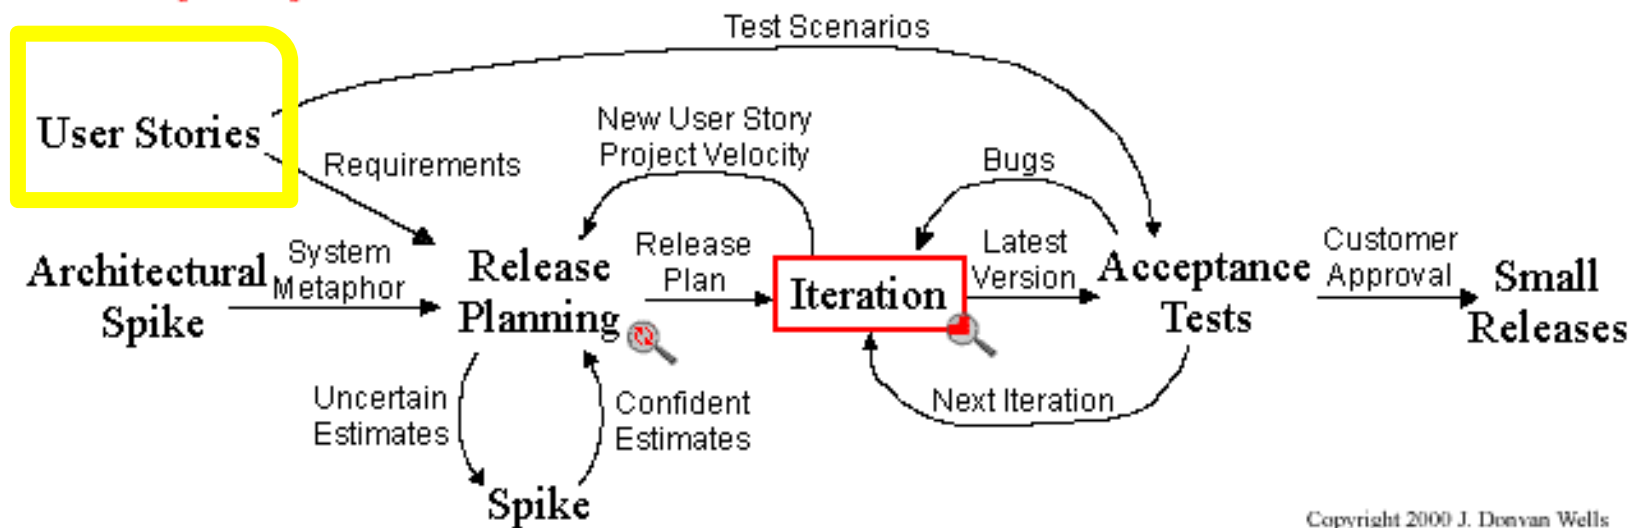 Test Scenarios
User Stories
Requirements
New User Story
Project Velocity
Bugs
Architectural
Spike
System
Metaphor
Release
Planning
Release
Plan
Iteration
Latest
Version
Acceptance
Tests
Customer
Approval
Small
Releases
Uncertain
Estimates
Confident
Estimates
Next Iteration
Spike
Copyright 2000 J. Donvan Wells